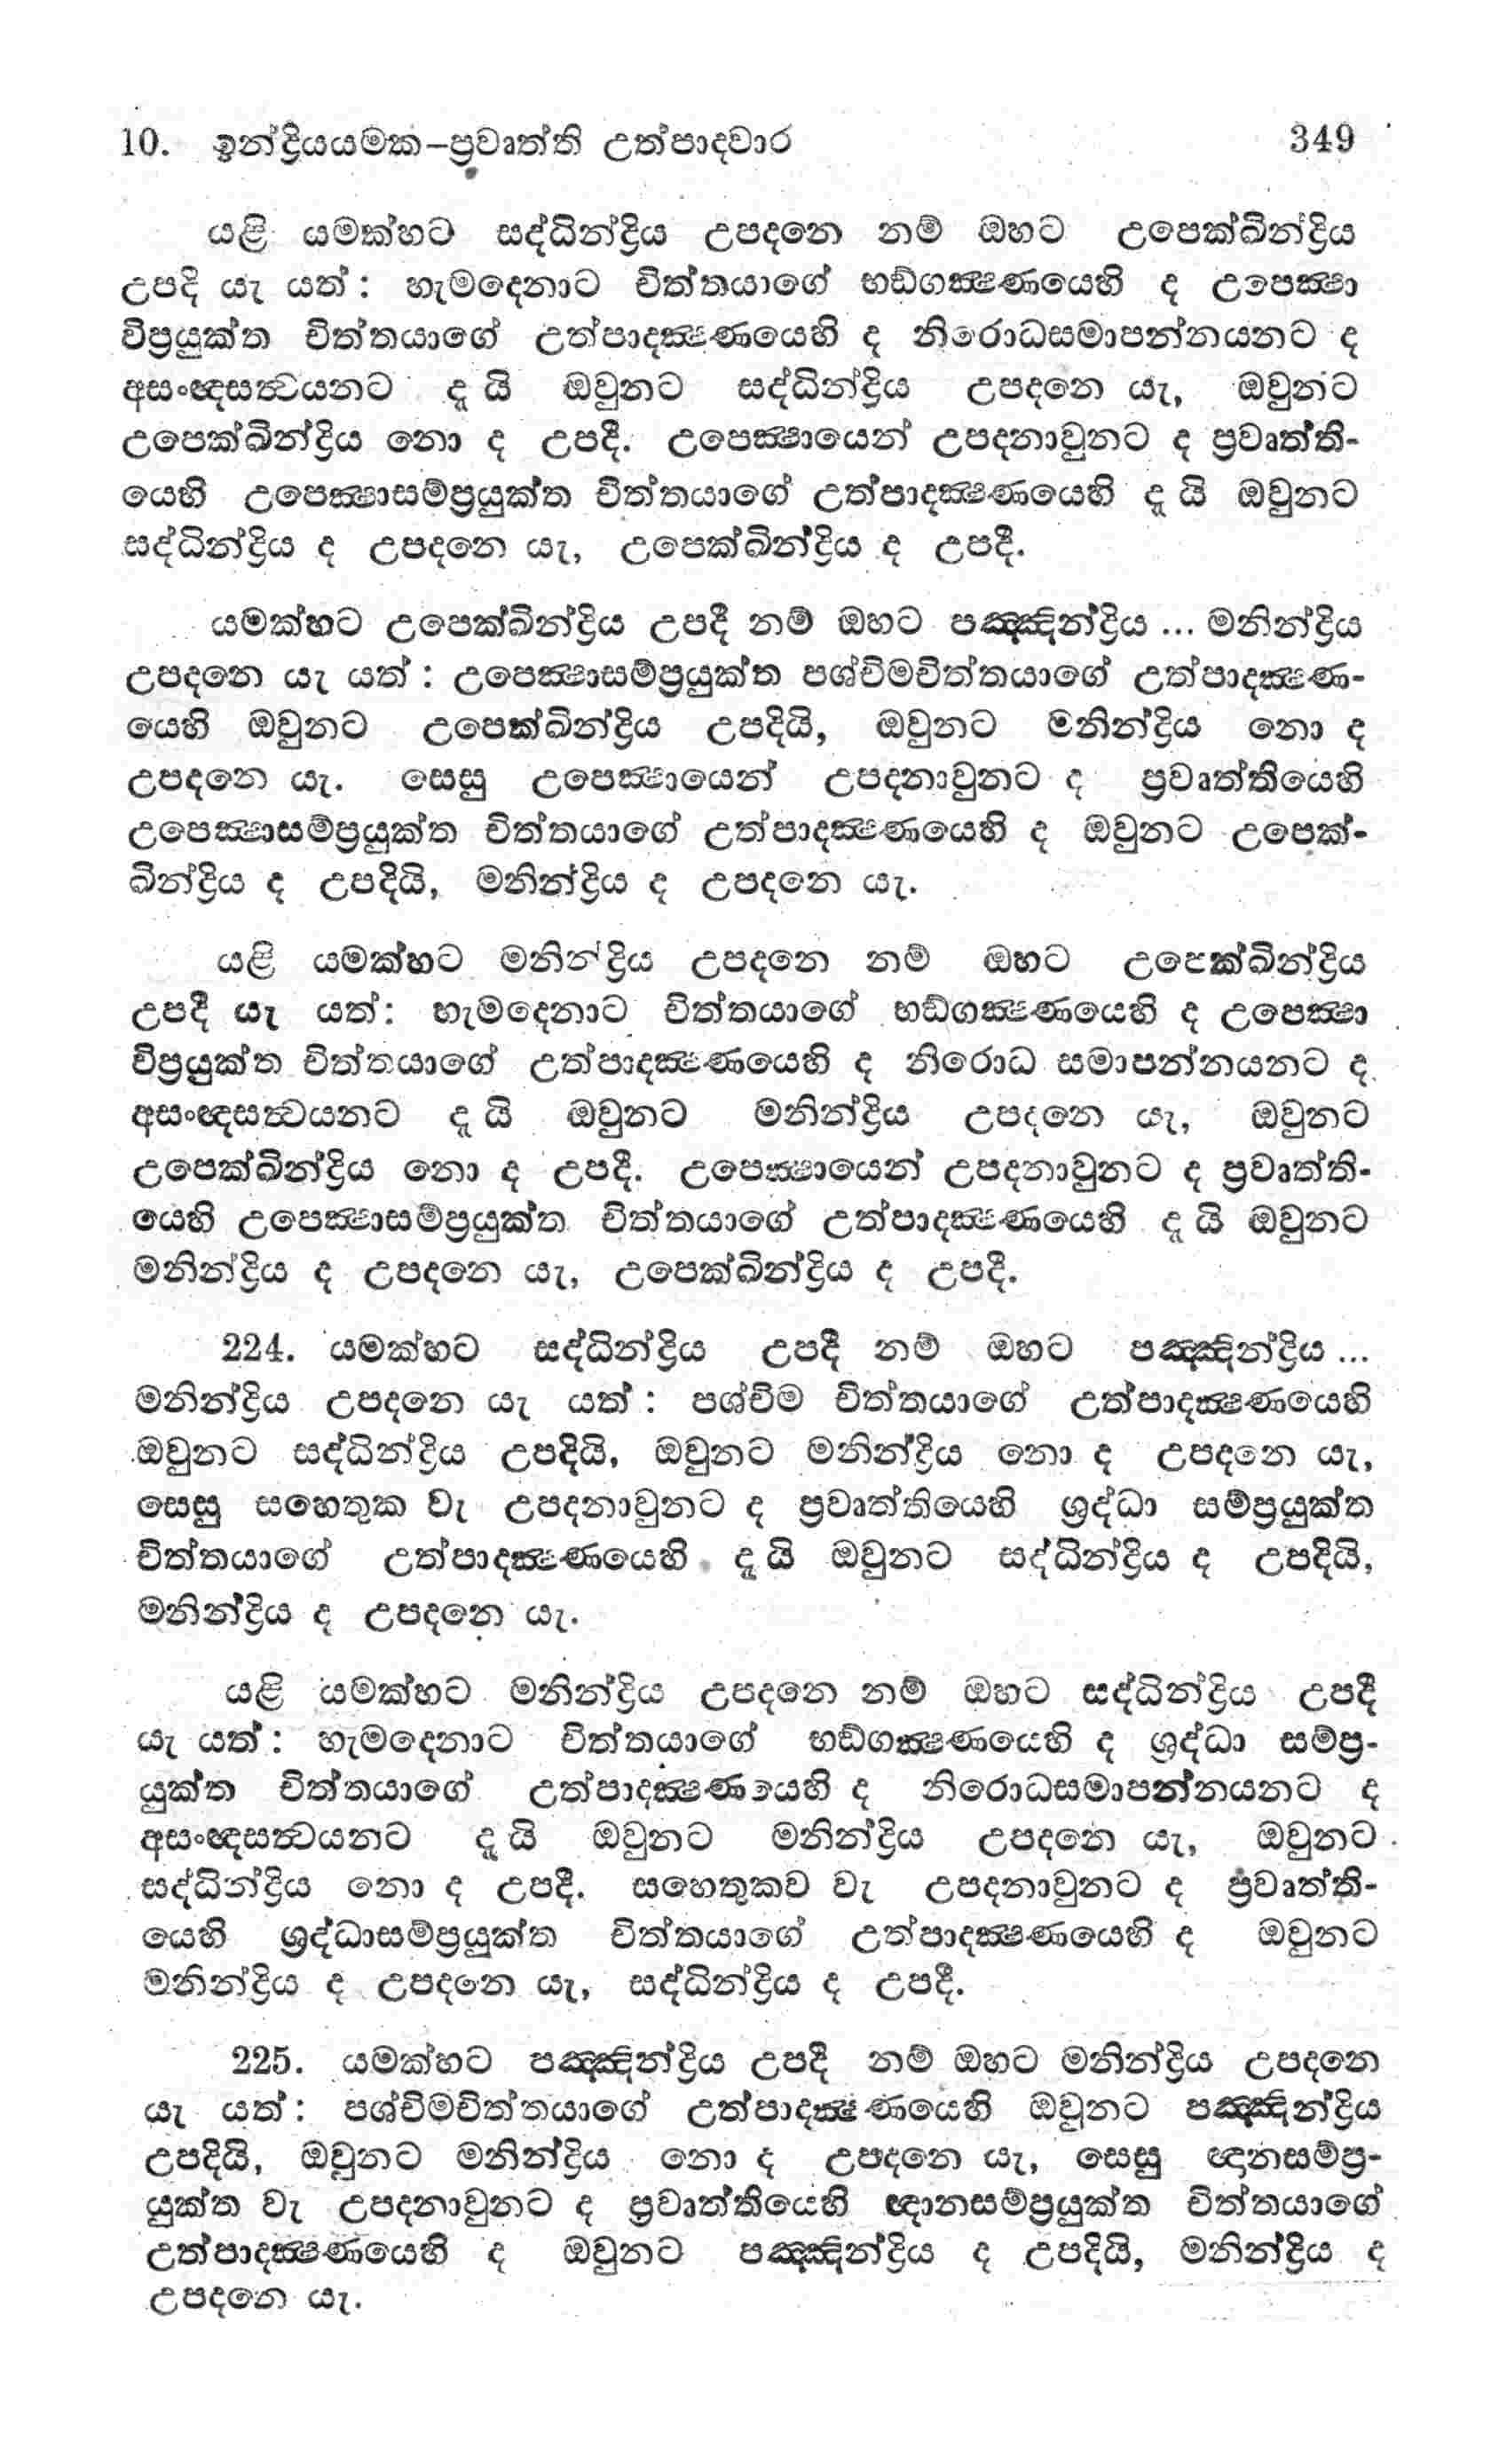 10. ඉන්ද්‍රියයමක–ප්‍රවෘත්ති උත්පාදවාර 349
යළි යමක්හට සද්ධින්ද්‍රිය උපදනෙ නම් ඔහට උපෙක්ඛින්ද්‍රිය
උපදි යැ යත්: හැමදෙනාට චිත්තයාගේ භඞ්ගක්‍ෂණයෙහි ද උපෙක්‍ෂා
විප්‍රයුක්ත චිත්තයාගේ උත්පාදක්‍ෂණයෙහි ද නිරොධසමාපන්නයනට ද
අසංඥසත්‍වයනට දැ යි ඔවුනට සද්ධින්ද්‍රිය උපදනෙ යැ, ඔවුනට
උපෙක්ඛින්ද්‍රිය නො ද උපදී. උපෙක්‍ෂායෙන් උපදනාවුනට ද ප්‍රවෘත්ති-
යෙහි උපෙක්‍ෂාසම්ප්‍රයුක්ත චිත්තයාගේ උත්පාදක්‍ෂණයෙහි දැ යි ඔවුනට
සද්ධින්ද්‍රිය ද උපදනෙ යැ, උපෙක්ඛින්ද්‍රිය ද උපදී.
යමක්හට උපෙක්ඛින්ද්‍රිය උපදී නම් ඔහට පඤ්ඤින්ද්‍රිය ... මනින්ද්‍රිය
උපදනෙ යැ යත්: උපෙක්‍ෂාසම්ප්‍රයුක්ත පශ්චිමචිත්තයාගේ උත්පාදක්‍ෂණ-
යෙහි ඔවුනට උපෙක්ඛින්ද්‍රිය උපදියි, ඔවුනට මනින්ද්‍රිය නො ද
උපදනෙ යැ. සෙසු උපෙක්‍ෂායෙන් උපදනාවුනට ද ප්‍රවෘත්තියෙහි
උපෙක්‍ෂාසම්ප්‍රයුක්ත චිත්තයාගේ උත්පාදක්‍ෂණයෙහි ද ඔවුනට උපෙක්-
ඛින්ද්‍රිය ද උපදියි, මනින්ද්‍රිය ද උපදනෙ යැ.
යළි යමක්හට මනින්ද්‍රිය උපදනෙ නම් ඔහට උපෙක්ඛින්ද්‍රිය
උපදී යැ යත්: හැමදෙනාට චිත්තයාගේ භඞ්ගක්‍ෂණයෙහි ද උපෙක්‍ෂා
විප්‍රයුක්ත චිත්තයාගේ උත්පාදක්‍ෂණයෙහි ද නිරොධ සමාපන්නයනට ද
අසංඥසත්‍වයනට දැ යි ඔවුනට මනින්ද්‍රිය උපදනෙ යැ, ඔවුනට
උපෙක්ඛින්ද්‍රිය නො ද උපදී. උපෙක්‍ෂායෙන් උපදනාවුනට ද ප්‍රවෘත්ති-
යෙහි උපෙක්‍ෂාසම්ප්‍රයුක්ත චිත්තයාගේ උත්පාදක්‍ෂණයෙහි දැ යි ඔවුනට
මනින්ද්‍රිය ද උපදනෙ යැ, උපෙක්ඛින්ද්‍රිය ද උපදී.
224. යමක්හට සද්ධින්ද්‍රිය උපදී නම් ඔහට පඤ්ඤින්ද්‍රිය ...
මනින්ද්‍රිය උපදනෙ යැ යත්: පශ්චිම චිත්තයාගේ උත්පාදක්‍ෂණයෙහි
ඔවුනට සද්ධින්ද්‍රිය උපදියි, ඔවුනට මනින්ද්‍රිය නො ද උපදනෙ යැ,
සෙසු සහෙතුක වැ උපදනාවුනට ද ප්‍රවෘත්තියෙහි ශ්‍රද්ධා සම්ප්‍රයුක්ත
චිත්තයාගේ උත්පාදක්‍ෂණයෙහි දැ යි ඔවුනට සද්ධින්ද්‍රිය ද උපදියි,
මනින්ද්‍රිය ද උපදනෙ යැ.
යළි යමක්හට මනින්ද්‍රිය උපදනෙ නම් ඔහට සද්ධින්ද්‍රිය උපදී
යැ යත්: හැමදෙනාට චිත්තයාගේ භඞ්ගක්‍ෂණයෙහි ද ශ්‍රද්ධා සම්ප්‍ර-
යුක්ත චිත්තයාගේ උත්පාදක්‍ෂණයෙහි ද නිරොධසමාපන්නයනට ද
අසංඥසත්‍වයනට දැ යි ඔවුනට මනින්ද්‍රිය උපදනෙ යැ, ඔවුනට
සද්ධින්ද්‍රිය නො ද උපදී. සහෙතුකව වැ උපදනාවුනට ද ප්‍රවෘත්ති-
යෙහි ශ්‍රද්ධාසම්ප්‍රයුක්ත චිත්තයාගේ උත්පාදක්‍ෂණයෙහි ද ඔවුනට
මනින්ද්‍රිය ද උපදනෙ යැ, සද්ධින්ද්‍රිය ද උපදී.
225. යමක්හට පඤ්ඤින්ද්‍රිය උපදී නම් ඔහට මනින්ද්‍රිය උපදනෙ
යැ යත්: පශ්චිමචිත්තයාගේ උත්පාදක්‍ෂණයෙහි ඔවුනට පඤ්ඤින්ද්‍රිය
උපදියි, ඔවුනට මනින්ද්‍රිය නො ද උපදනෙ යැ, සෙසු ඥානසම්ප්‍ර-
යුක්ත වැ උපදනාවුනට ද ප්‍රවෘත්තියෙහි ඥානසම්ප්‍රයුක්ත චිත්තයාගේ
උත්පාදක්‍ෂණයෙහි ද ඔවුනට පඤ්ඤින්ද්‍රිය ද උපදියි, මනින්ද්‍රිය ද
උපදනෙ යැ.